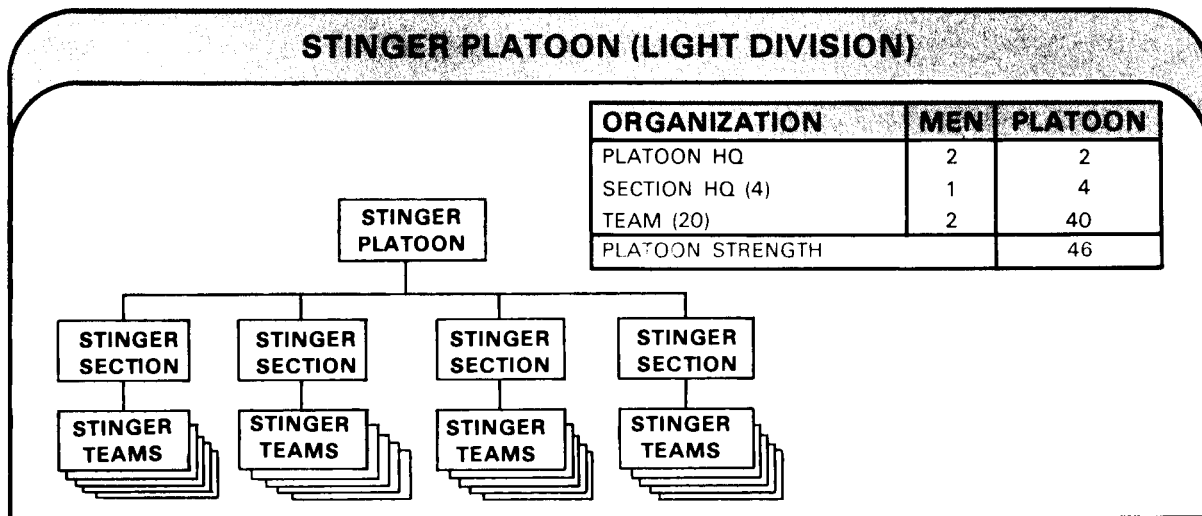 STINGER PLATOON (LIGHT DIVISION)
ORGANIZATION MEN PLATOON
PLATOON HQ 2 2
SECTION HQ (4) 1 4
TEAM (20) 2 40
PLATOON STRENGTH 46
STINGER
PLATOON
STINGER
SECTION
STINGER
SECTION
STINGER
SECTION
STINGER
SECTION
STINGER
TEAMS
STINGER
TEAMS
STINGER
TEAMS
STINGER
TEAMS